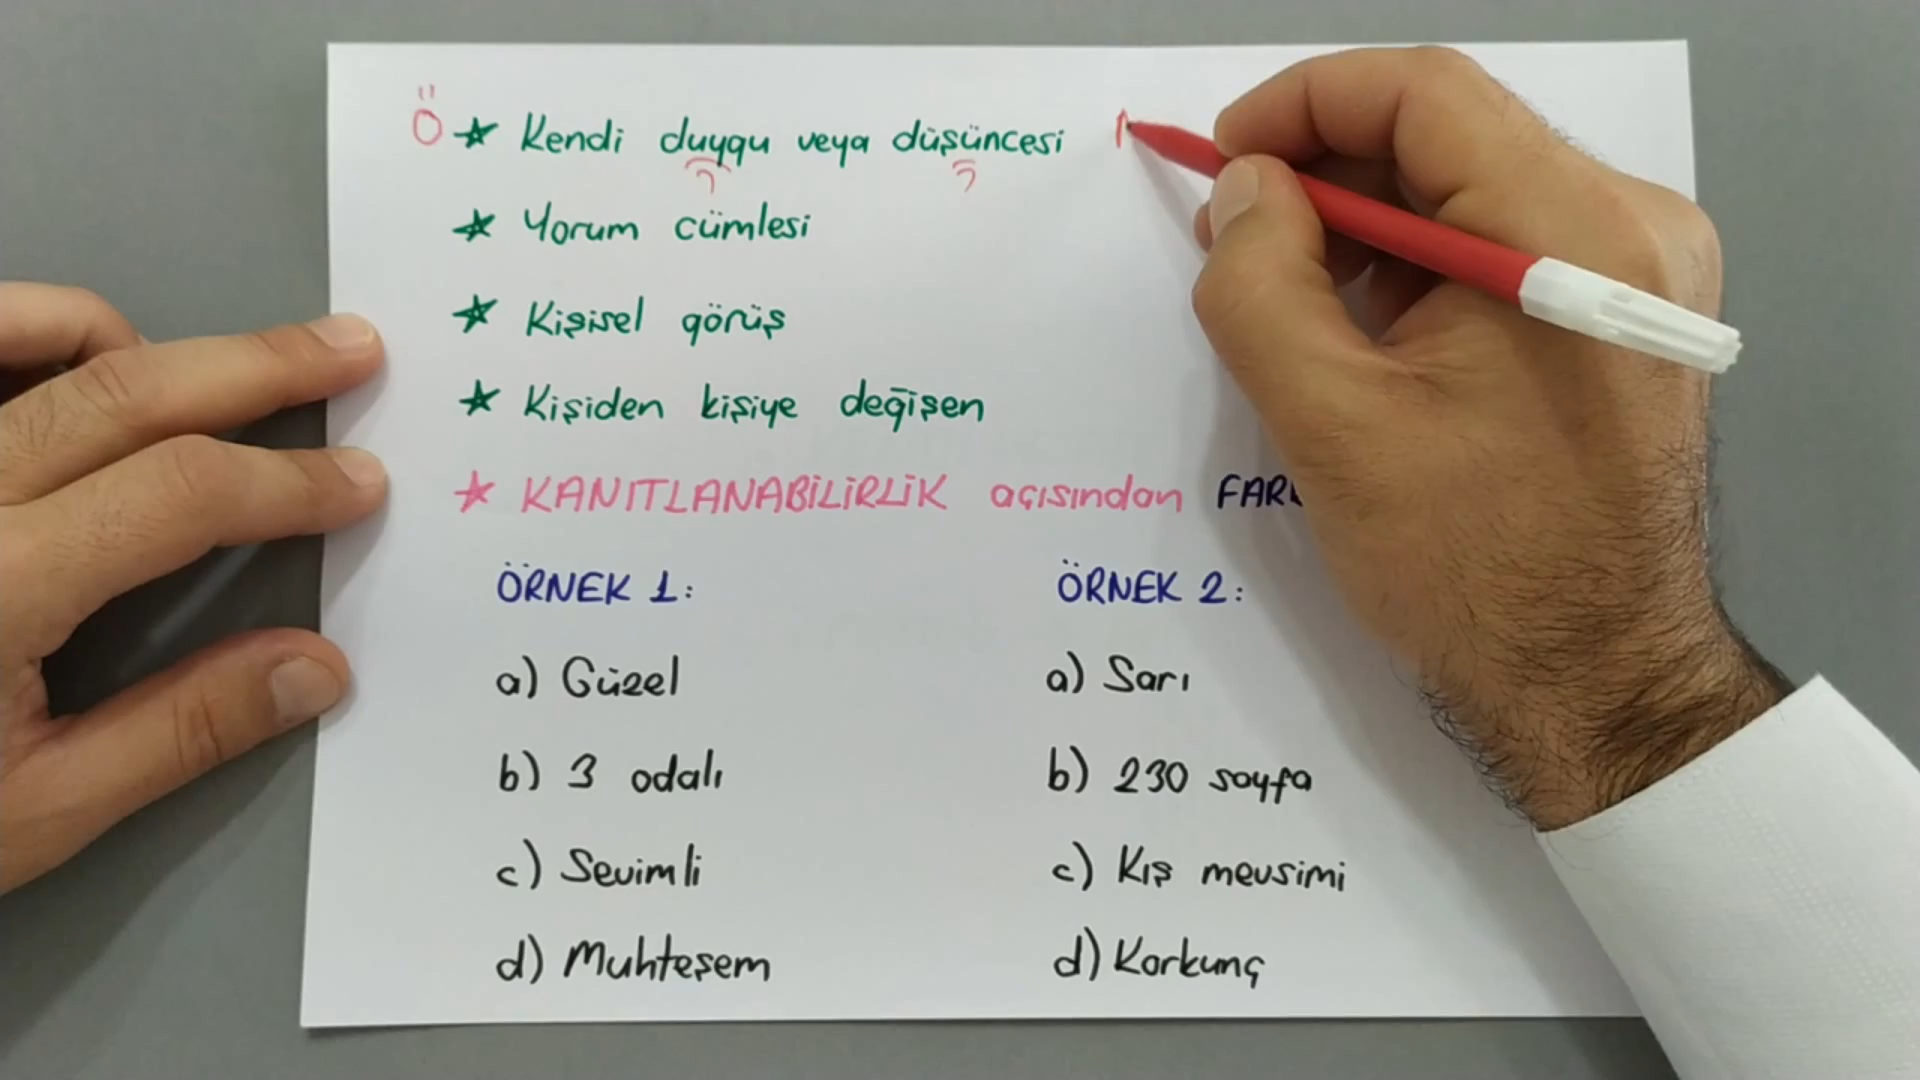 Ö ★ Kendi duygu veya düşüncesi
★ Yorum cümlesi
★ Kişisel görüş
★ Kişiden kişiye değişen
★ KANITLANABİLİRLİK açısından
ÖRNEK 1:
a) Güzel
b) 3 odalı
c) Sevimli
d) Muhteşem
ÖRNEK 2:
a) Sarı
b) 230 sayfa
c) Kış mevsimi
d) Korkunç